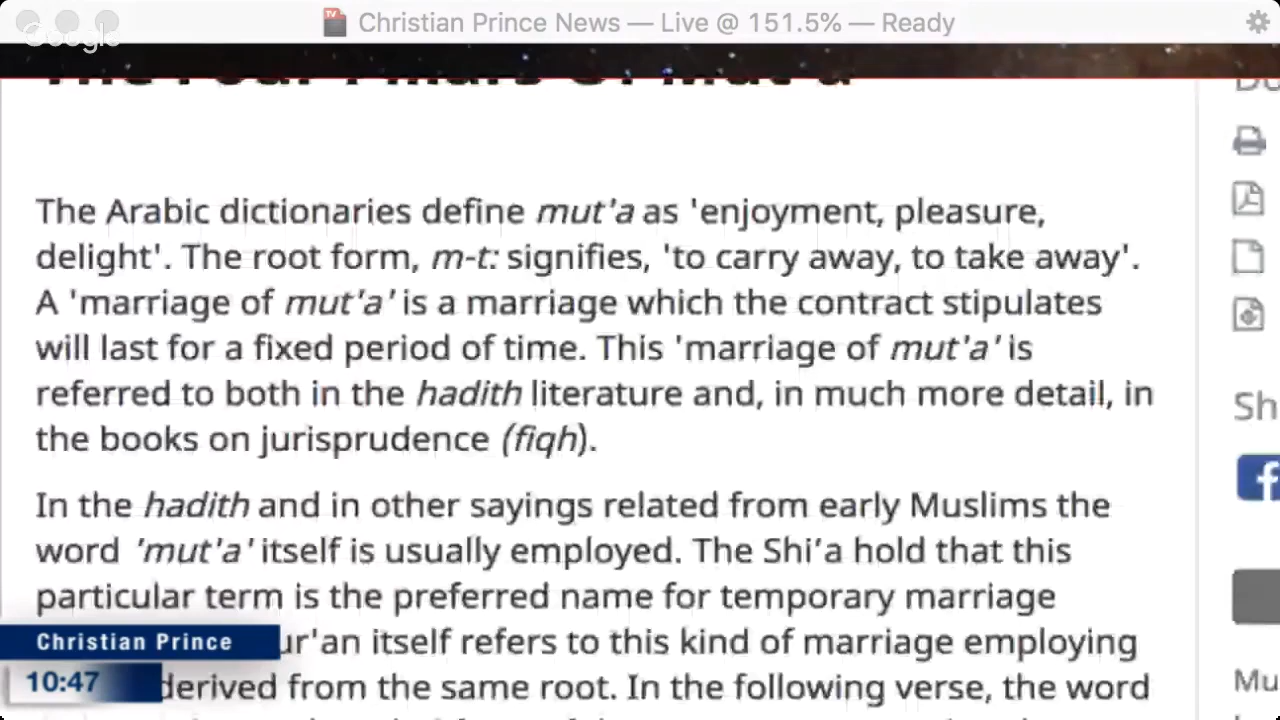 Christian Prince News — Live @ 151.5% — Ready
Google
The Four Pillars Of Mut'a
The Arabic dictionaries define mut'a as 'enjoyment, pleasure,
delight'. The root form, m-t: signifies, 'to carry away, to take away'.
A 'marriage of mut'a' is a marriage which the contract stipulates
will last for a fixed period of time. This 'marriage of mut'a' is
referred to both in the hadith literature and, in much more detail, in
the books on jurisprudence (fiqh).
In the hadith and in other sayings related from early Muslims the
word 'mut'a' itself is usually employed. The Shi'a hold that this
particular term is the preferred name for temporary marriage
ur'an itself refers to this kind of marriage employing
derived from the same root. In the following verse, the word
Christian Prince
10:47
Sh
Mu